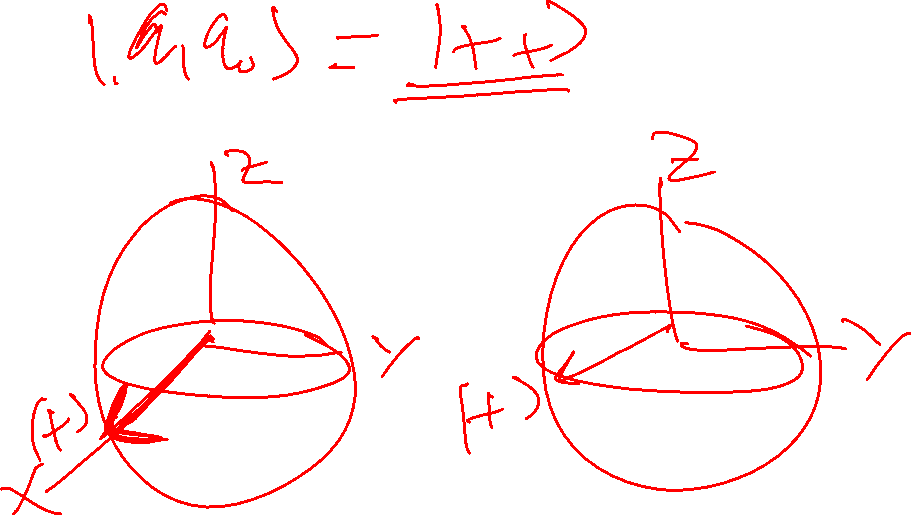 |q₁q₀⟩ = |++⟩
Z Z
Y Y
|+⟩ |+⟩
X